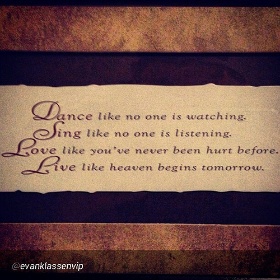 Dance like no one is watching.
Sing like no one is listening.
Love like you've never been hurt before.
Live like heaven begins tomorrow.
@evanklassenvip